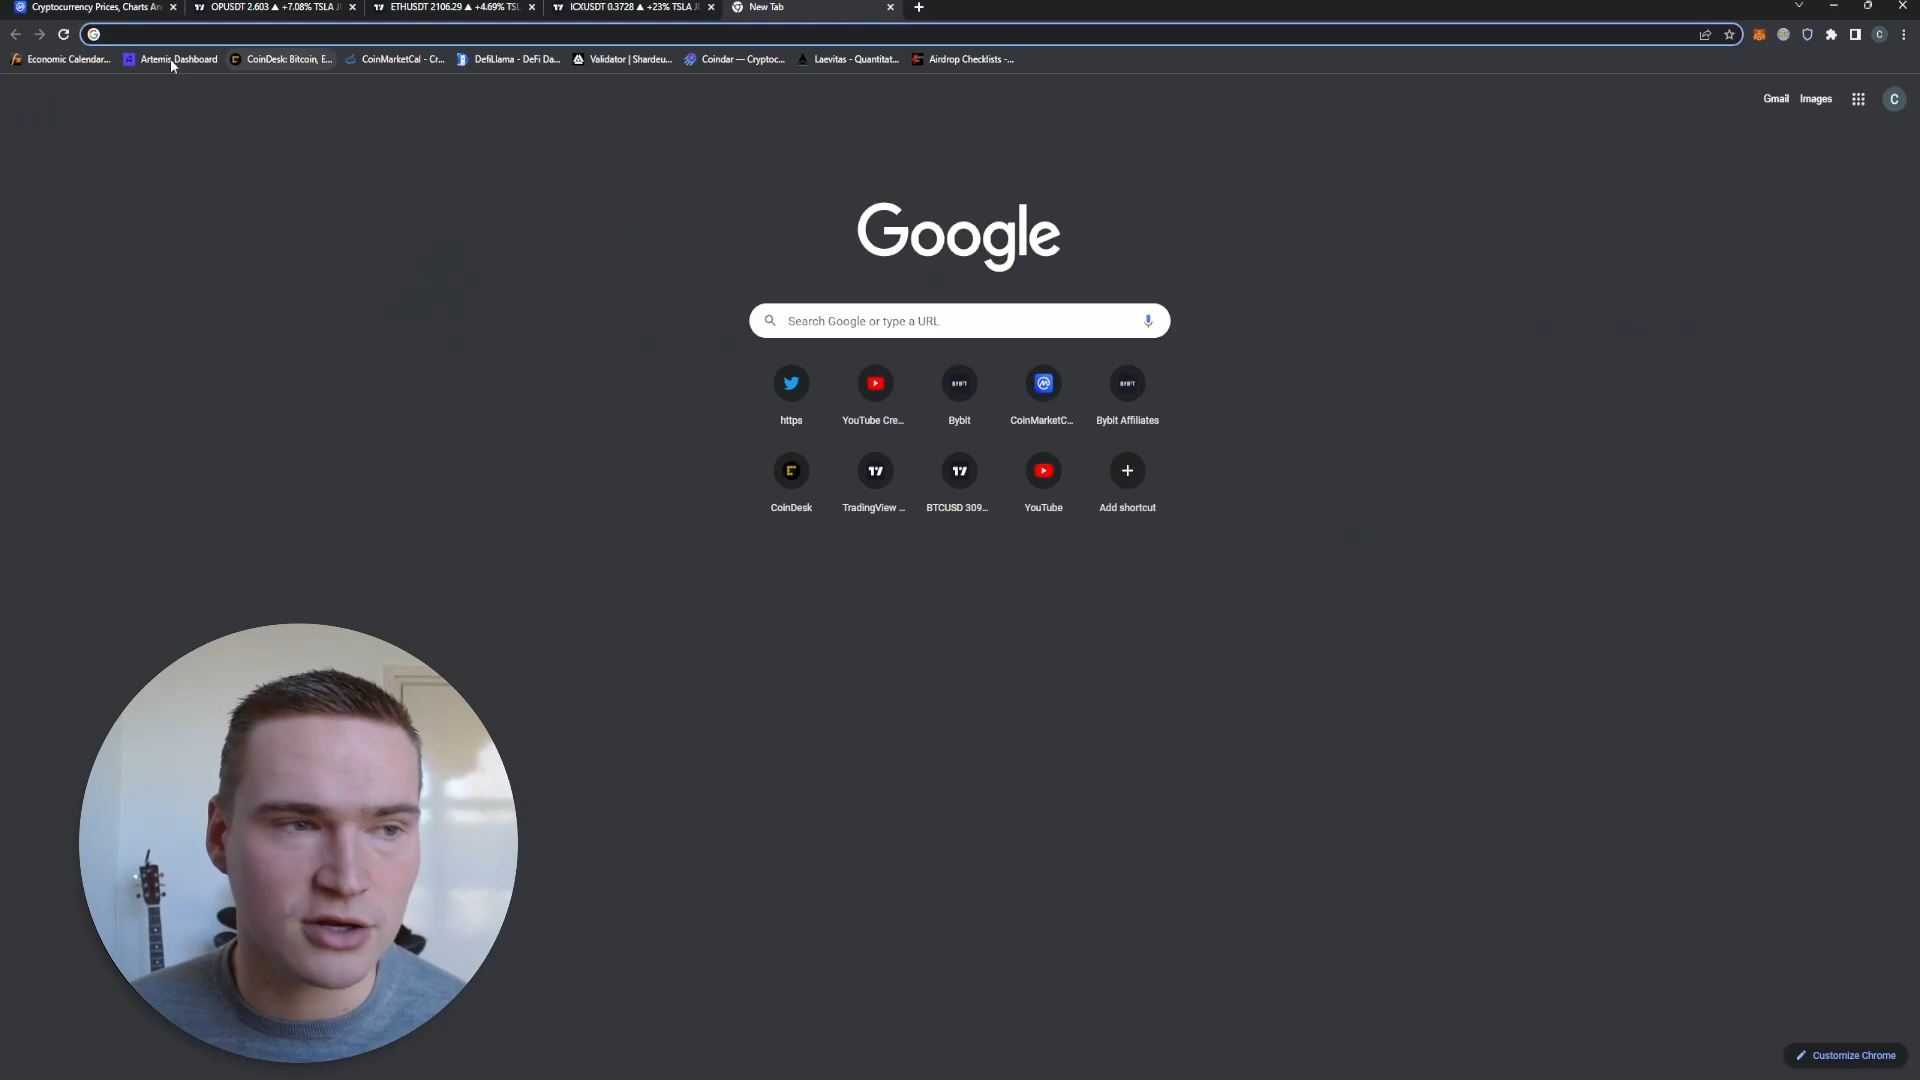 Cryptocurrency Prices, Charts An
OPUSDT 2.603 ▲ +7.08% TSLA
ETHUSDT 2106.29 ▲ +4.69% TSL
ICXUSDT 0.3728 ▲ +23% TSLA
New Tab
Economic Calendar...
Artemis Dashboard
CoinDesk: Bitcoin, E...
CoinMarketCal - Cr...
DefiLlama - DeFi Da...
Validator | Shardeu...
Coindar — Cryptoc...
Laevitas - Quantitat...
Airdrop Checklists -...
Gmail Images
C
Google
Search Google or type a URL
BYBIT
BYBIT
https YouTube Cre... Bybit CoinMarketC... Bybit Affiliates
CoinDesk TradingView ... BTCUSD 309... YouTube Add shortcut
Customize Chrome